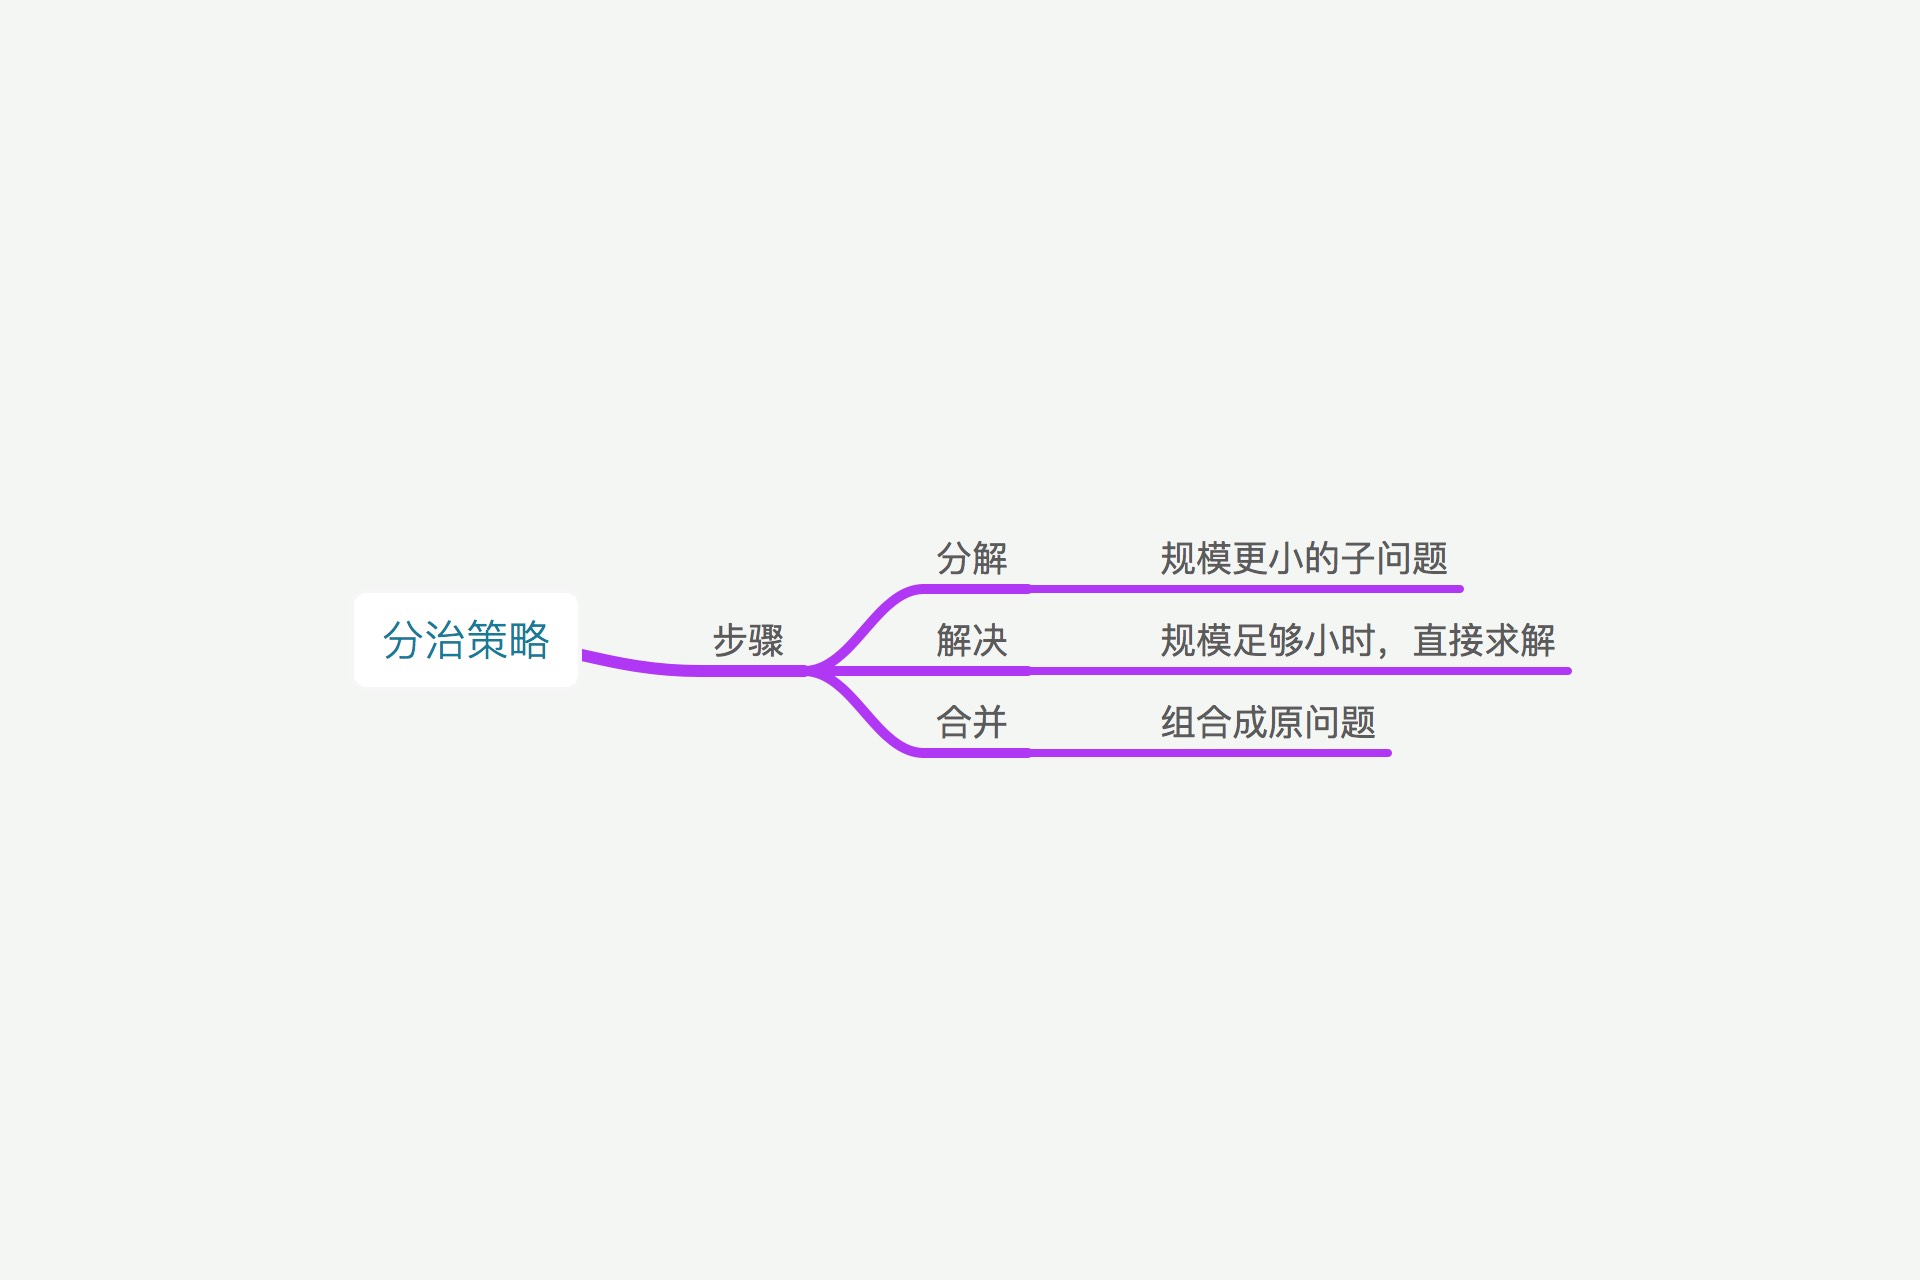 分治策略
步骤
分解
规模更小的子问题
解决
规模足够小时，直接求解
合并
组合成原问题